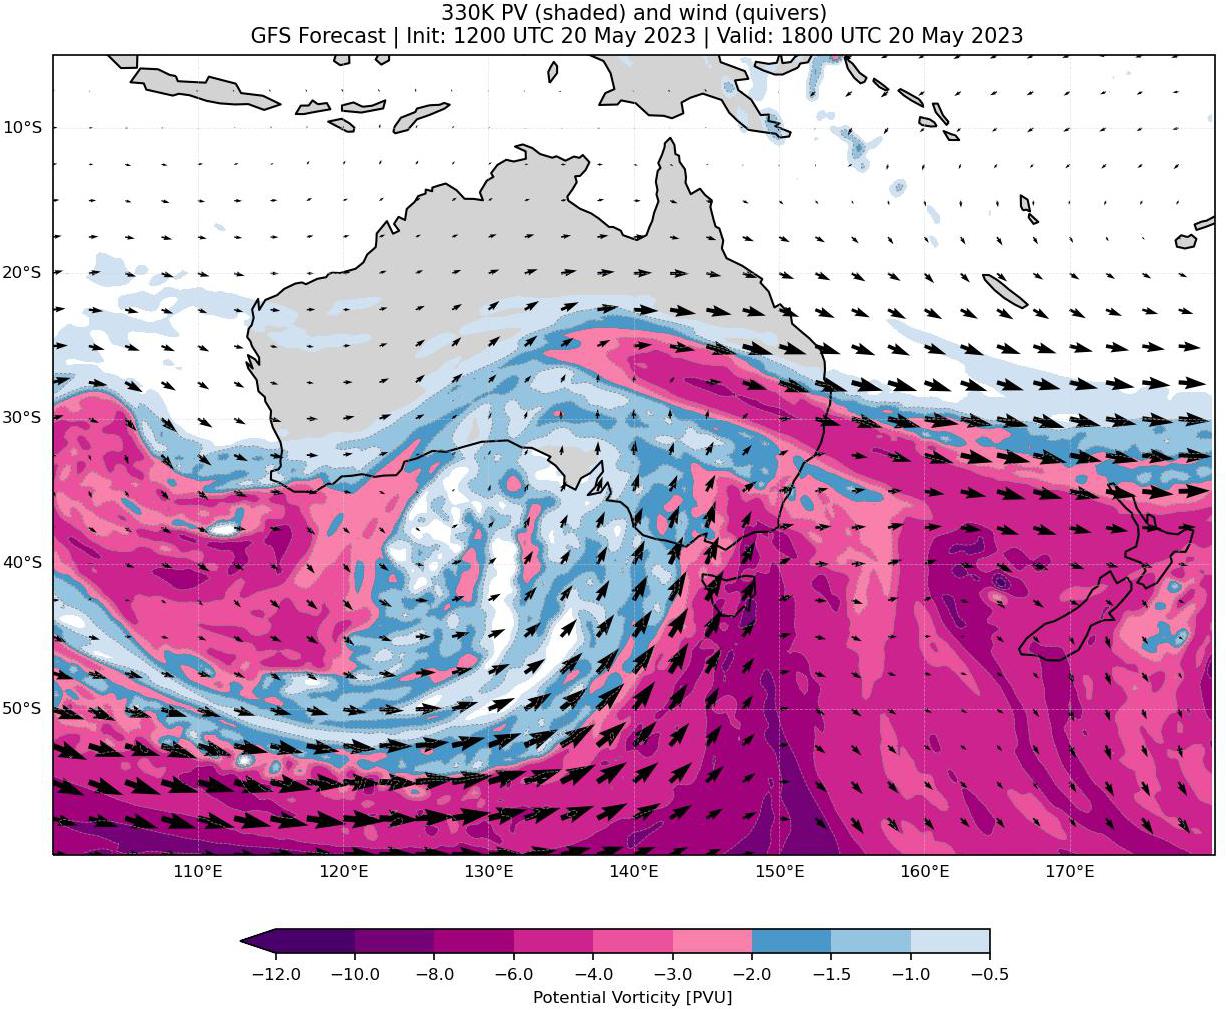 330K PV (shaded) and wind (quivers)
GFS Forecast | Init: 1200 UTC 20 May 2023 | Valid: 1800 UTC 20 May 2023
10°S
20°S
30°S
40°S
50°S
110°E 120°E 130°E 140°E 150°E 160°E 170°E
−12.0 −10.0 −8.0 −6.0 −4.0 −3.0 −2.0 −1.5 −1.0 −0.5
Potential Vorticity [PVU]